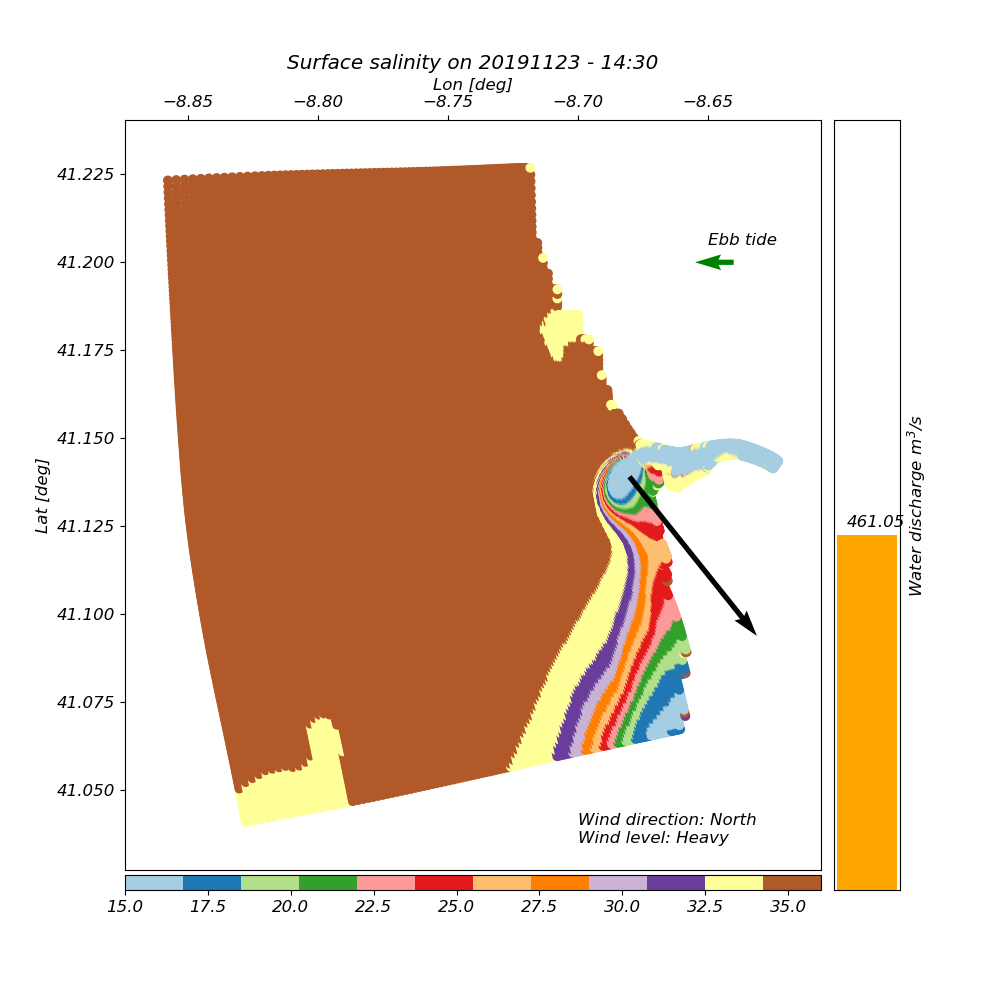 Surface salinity on 20191123 - 14:30
Lon [deg]
−8.85 −8.80 −8.75 −8.70 −8.65
41.225
41.200
41.175
41.150
41.125
41.100
41.075
41.050
Lat [deg]
Ebb tide
Wind direction: North
Wind level: Heavy
461.05
Water discharge m³/s
15.0 17.5 20.0 22.5 25.0 27.5 30.0 32.5 35.0